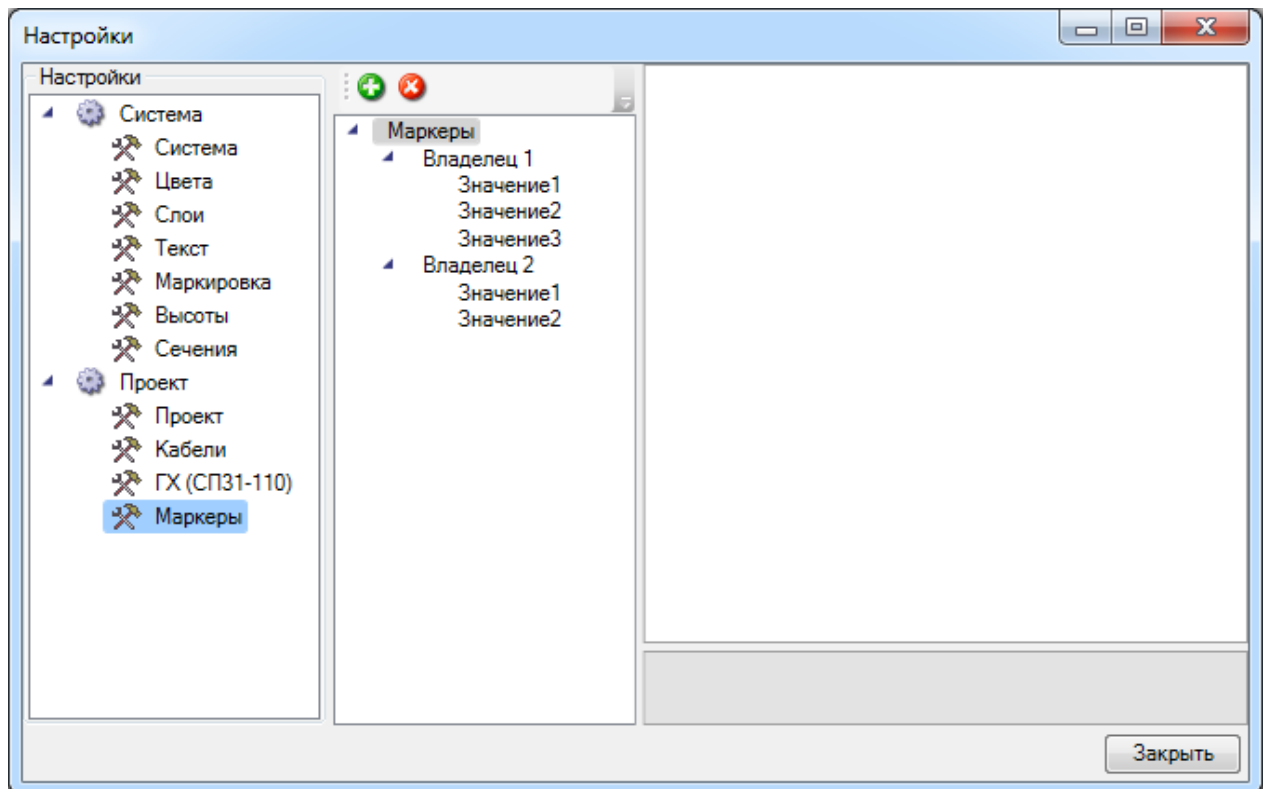 Настройки
Настройки
Система
Система
Цвета
Слои
Текст
Маркировка
Высоты
Сечения
Проект
Проект
Кабели
ГХ (СП31-110)
Маркеры
Маркеры
Владелец 1
Значение1
Значение2
Значение3
Владелец 2
Значение1
Значение2
Закрыть